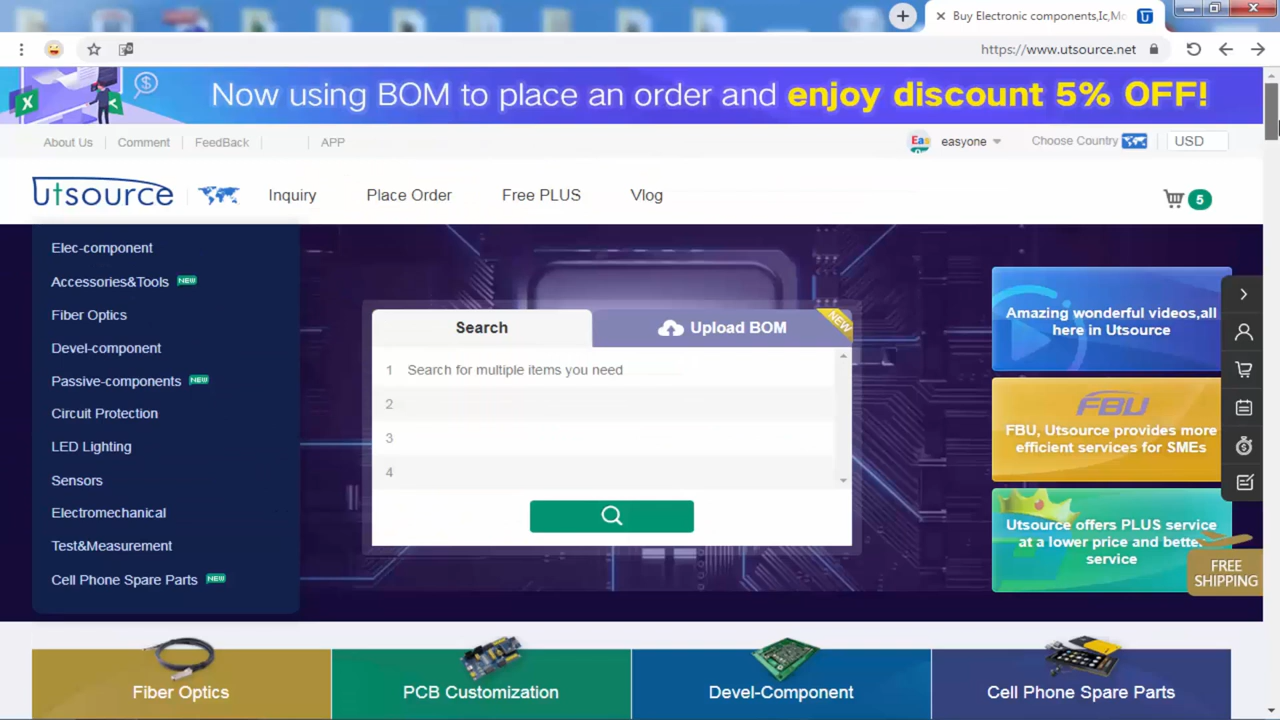 Buy Electronic components,Ic,Mo
https://www.utsource.net
Now using BOM to place an order and enjoy discount 5% OFF!
About Us
Comment
FeedBack
APP
Eas
easyone
Choose Country
USD
utsource
Inquiry
Place Order
Free PLUS
Vlog
5
Elec-component
Accessories&Tools NEW
Fiber Optics
Devel-component
Passive-components NEW
Circuit Protection
LED Lighting
Sensors
Electromechanical
Test&Measurement
Cell Phone Spare Parts NEW
Search
Upload BOM
NEW
1 Search for multiple items you need
2
3
4
Amazing wonderful videos,all
here in Utsource
FBU
FBU, Utsource provides more
efficient services for SMEs
Utsource offers PLUS service
at a lower price and better
service
FREE
SHIPPING
Fiber Optics
PCB Customization
Devel-Component
Cell Phone Spare Parts